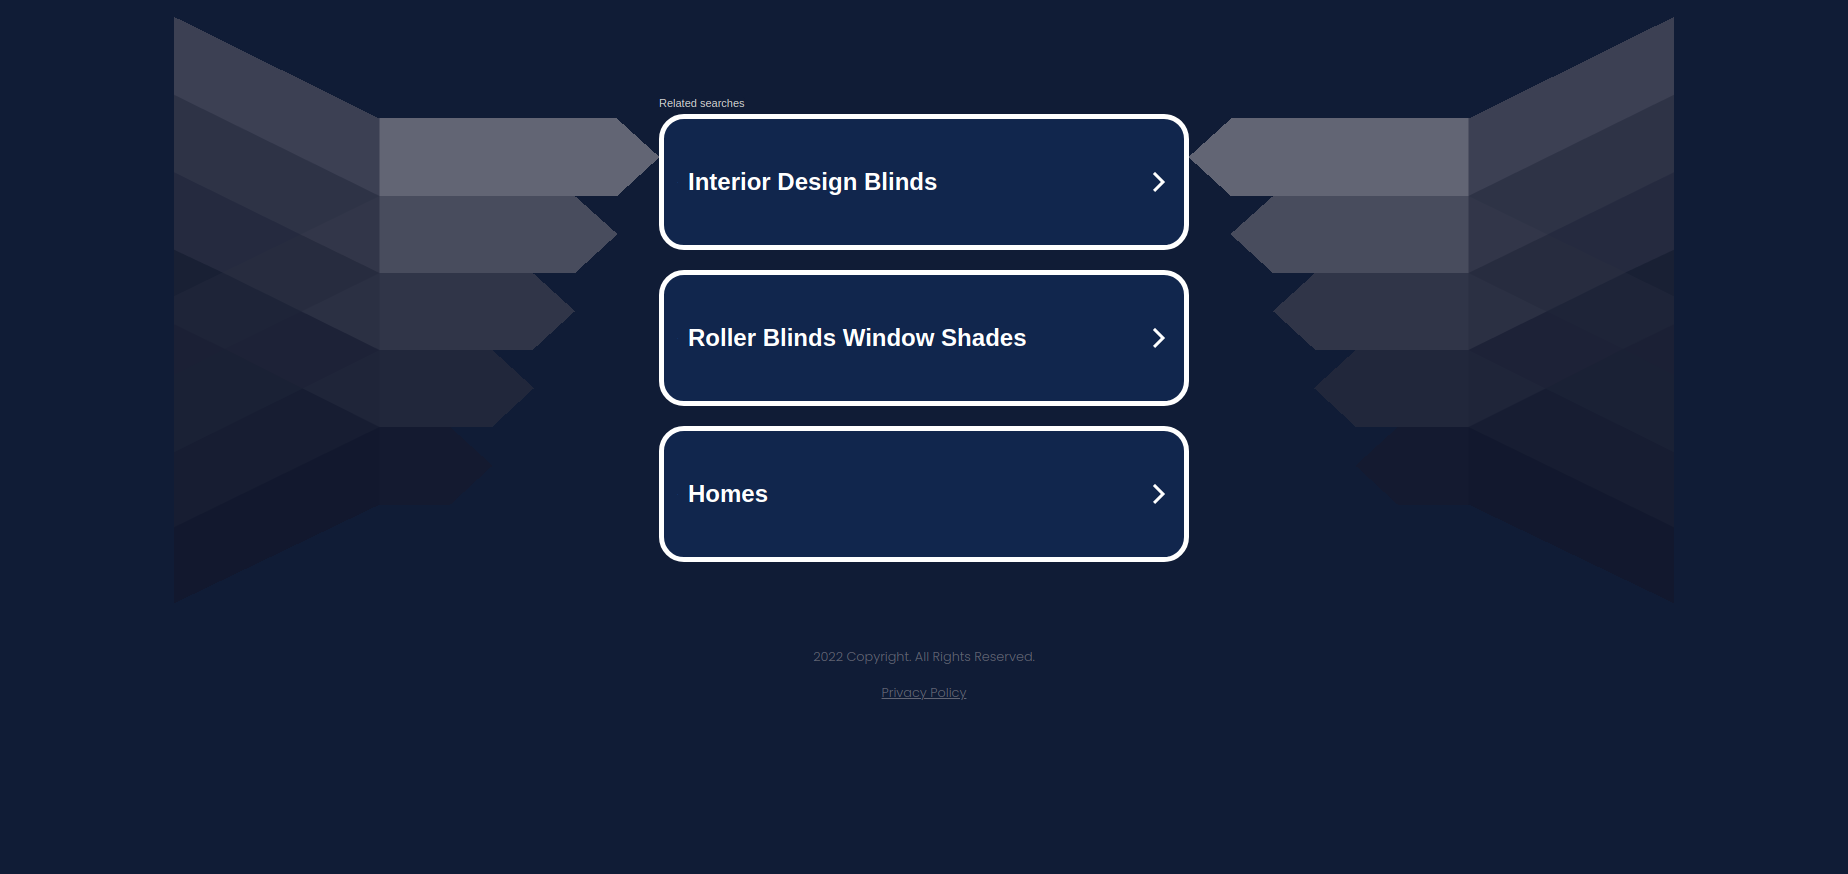 Related searches
Interior Design Blinds
Roller Blinds Window Shades
Homes
2022 Copyright. All Rights Reserved.
Privacy Policy